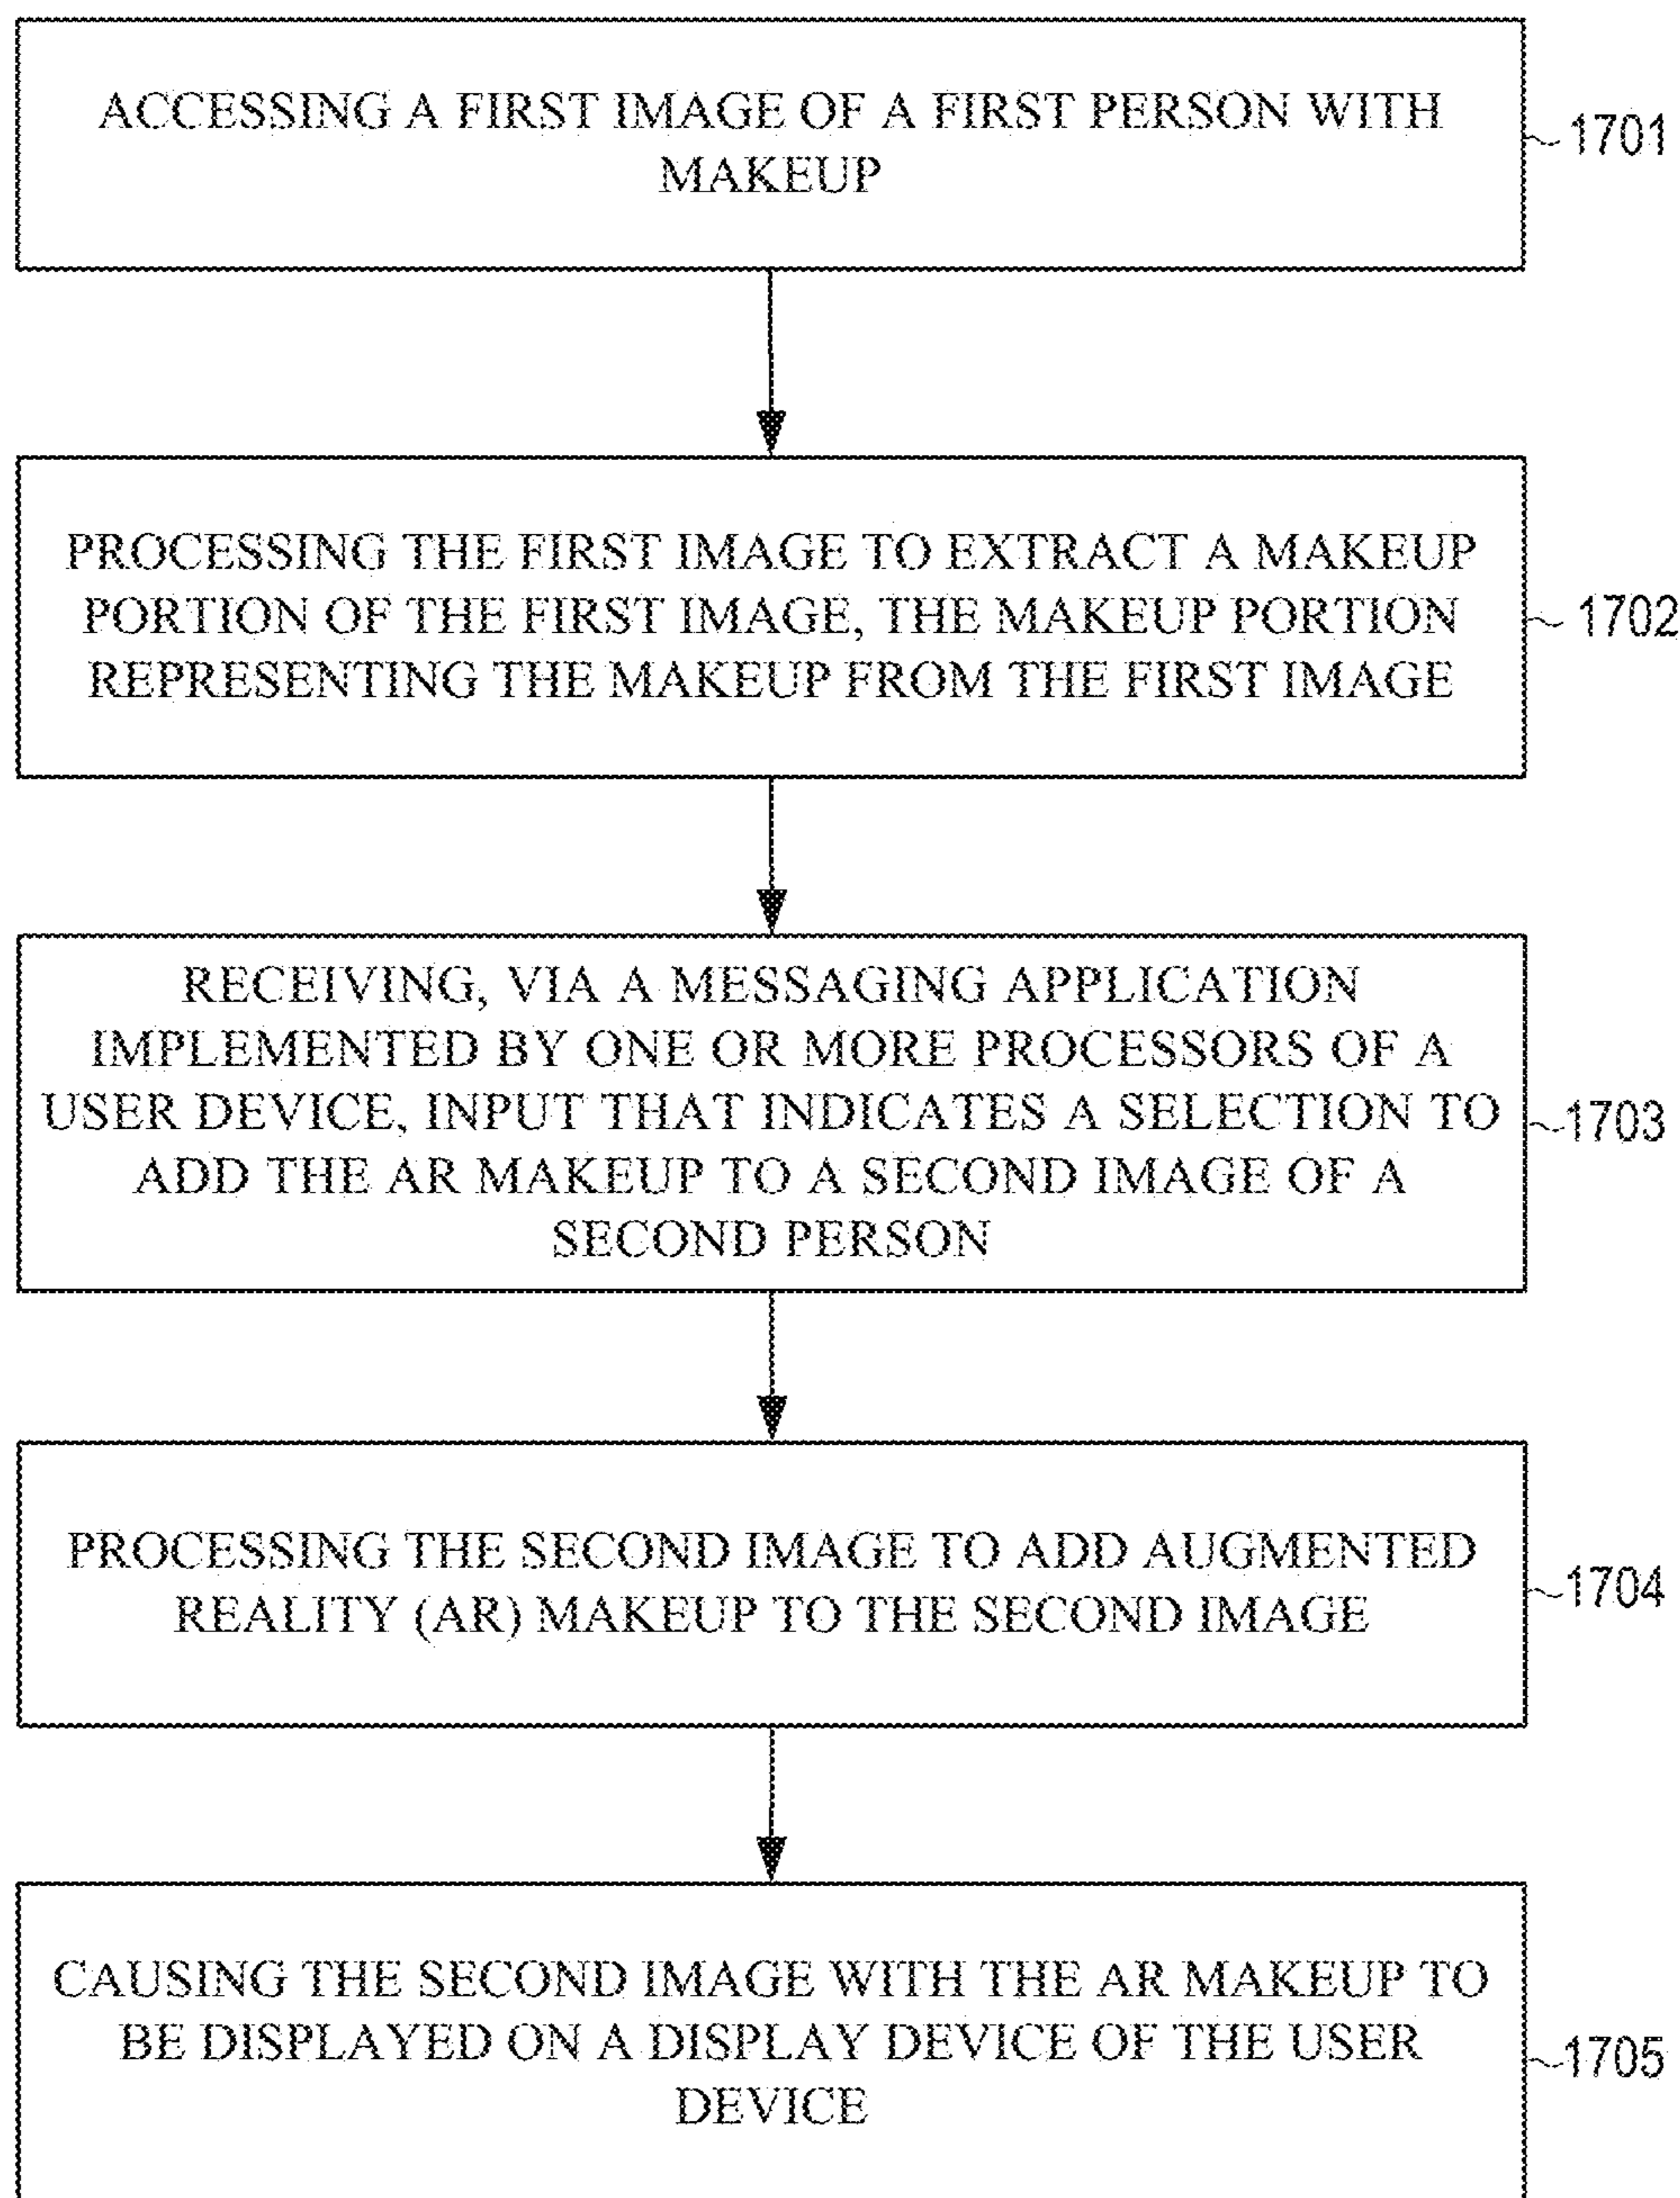 ACCESSING A FIRST IMAGE OF A FIRST PERSON WITH
MAKEUP
1701
PROCESSING THE FIRST IMAGE TO EXTRACT A MAKEUP
PORTION OF THE FIRST IMAGE, THE MAKEUP PORTION
REPRESENTING THE MAKEUP FROM THE FIRST IMAGE
1702
RECEIVING, VIA A MESSAGING APPLICATION
IMPLEMENTED BY ONE OR MORE PROCESSORS OF A
USER DEVICE, INPUT THAT INDICATES A SELECTION TO
ADD THE AR MAKEUP TO A SECOND IMAGE OF A
SECOND PERSON
1703
PROCESSING THE SECOND IMAGE TO ADD AUGMENTED
REALITY (AR) MAKEUP TO THE SECOND IMAGE
1704
CAUSING THE SECOND IMAGE WITH THE AR MAKEUP TO
BE DISPLAYED ON A DISPLAY DEVICE OF THE USER
DEVICE
1705